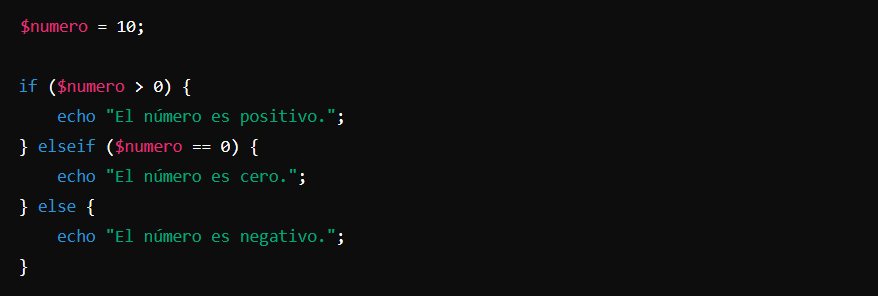 $numero = 10;

if ($numero > 0) {
    echo "El número es positivo.";
} elseif ($numero == 0) {
    echo "El número es cero.";
} else {
    echo "El número es negativo.";
}